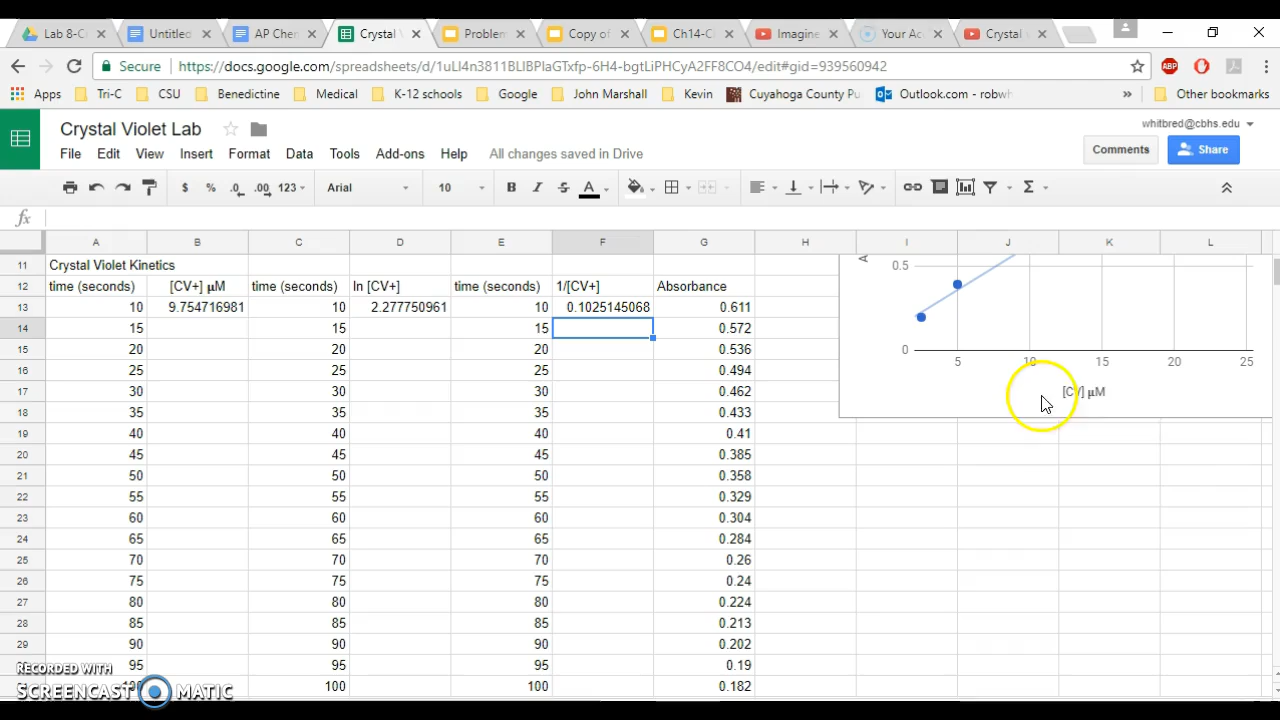 Lab 8-C
Untitled
AP Chen
Crystal V
Problem
Copy of
Ch14-Cl
Imagine
Your Ac
Crystal
Secure https://docs.google.com/spreadsheets/d/1uLI4n3811BLIBPIaGTxfp-6H4-bgtLiPHCyA2FF8CO4/edit#gid=939560942
ABP
Apps Tri-C CSU Benedictine Medical K-12 schools Google John Marshall Kevin Cuyahoga County Pu Outlook.com - robwh » Other bookmarks
Crystal Violet Lab
whitbred@cbhs.edu
File Edit View Insert Format Data Tools Add-ons Help All changes saved in Drive
Comments Share
$ % .0 .00 123 Arial 10 B I S A Σ
fx
A B C D E F G H I J K L
11 Crystal Violet Kinetics
12 time (seconds) [CV+] µM time (seconds) ln [CV+] time (seconds) 1/[CV+] Absorbance
13 10 9.754716981 10 2.277750961 10 0.1025145068 0.611
14 15 15 15 0.572
15 20 20 20 0.536
16 25 25 25 0.494
17 30 30 30 0.462
18 35 35 35 0.433
19 40 40 40 0.41
20 45 45 45 0.385
21 50 50 50 0.358
22 55 55 55 0.329
23 60 60 60 0.304
24 65 65 65 0.284
25 70 70 70 0.26
26 75 75 75 0.24
27 80 80 80 0.224
28 85 85 85 0.213
29 90 90 90 0.202
95 95 95 0.19
100 100 0.182
A
0.5
0
5 10 15 20 25
[CV] µM
RECORDED WITH
SCREENCAST MATIC